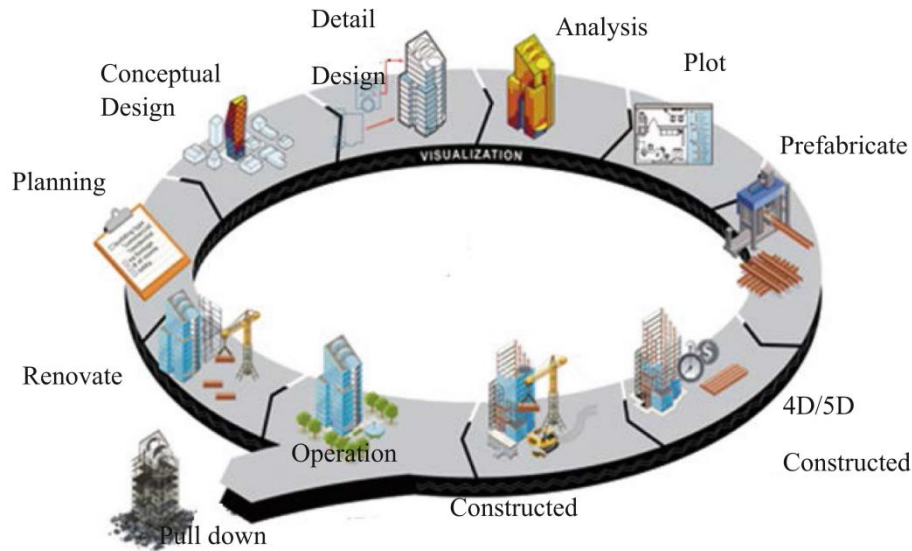 Detail
Design
Analysis
Plot
Conceptual
Design
Prefabricate
VISUALIZATION
Planning
Renovate
4D/5D
Constructed
Operation
Constructed
Pull down